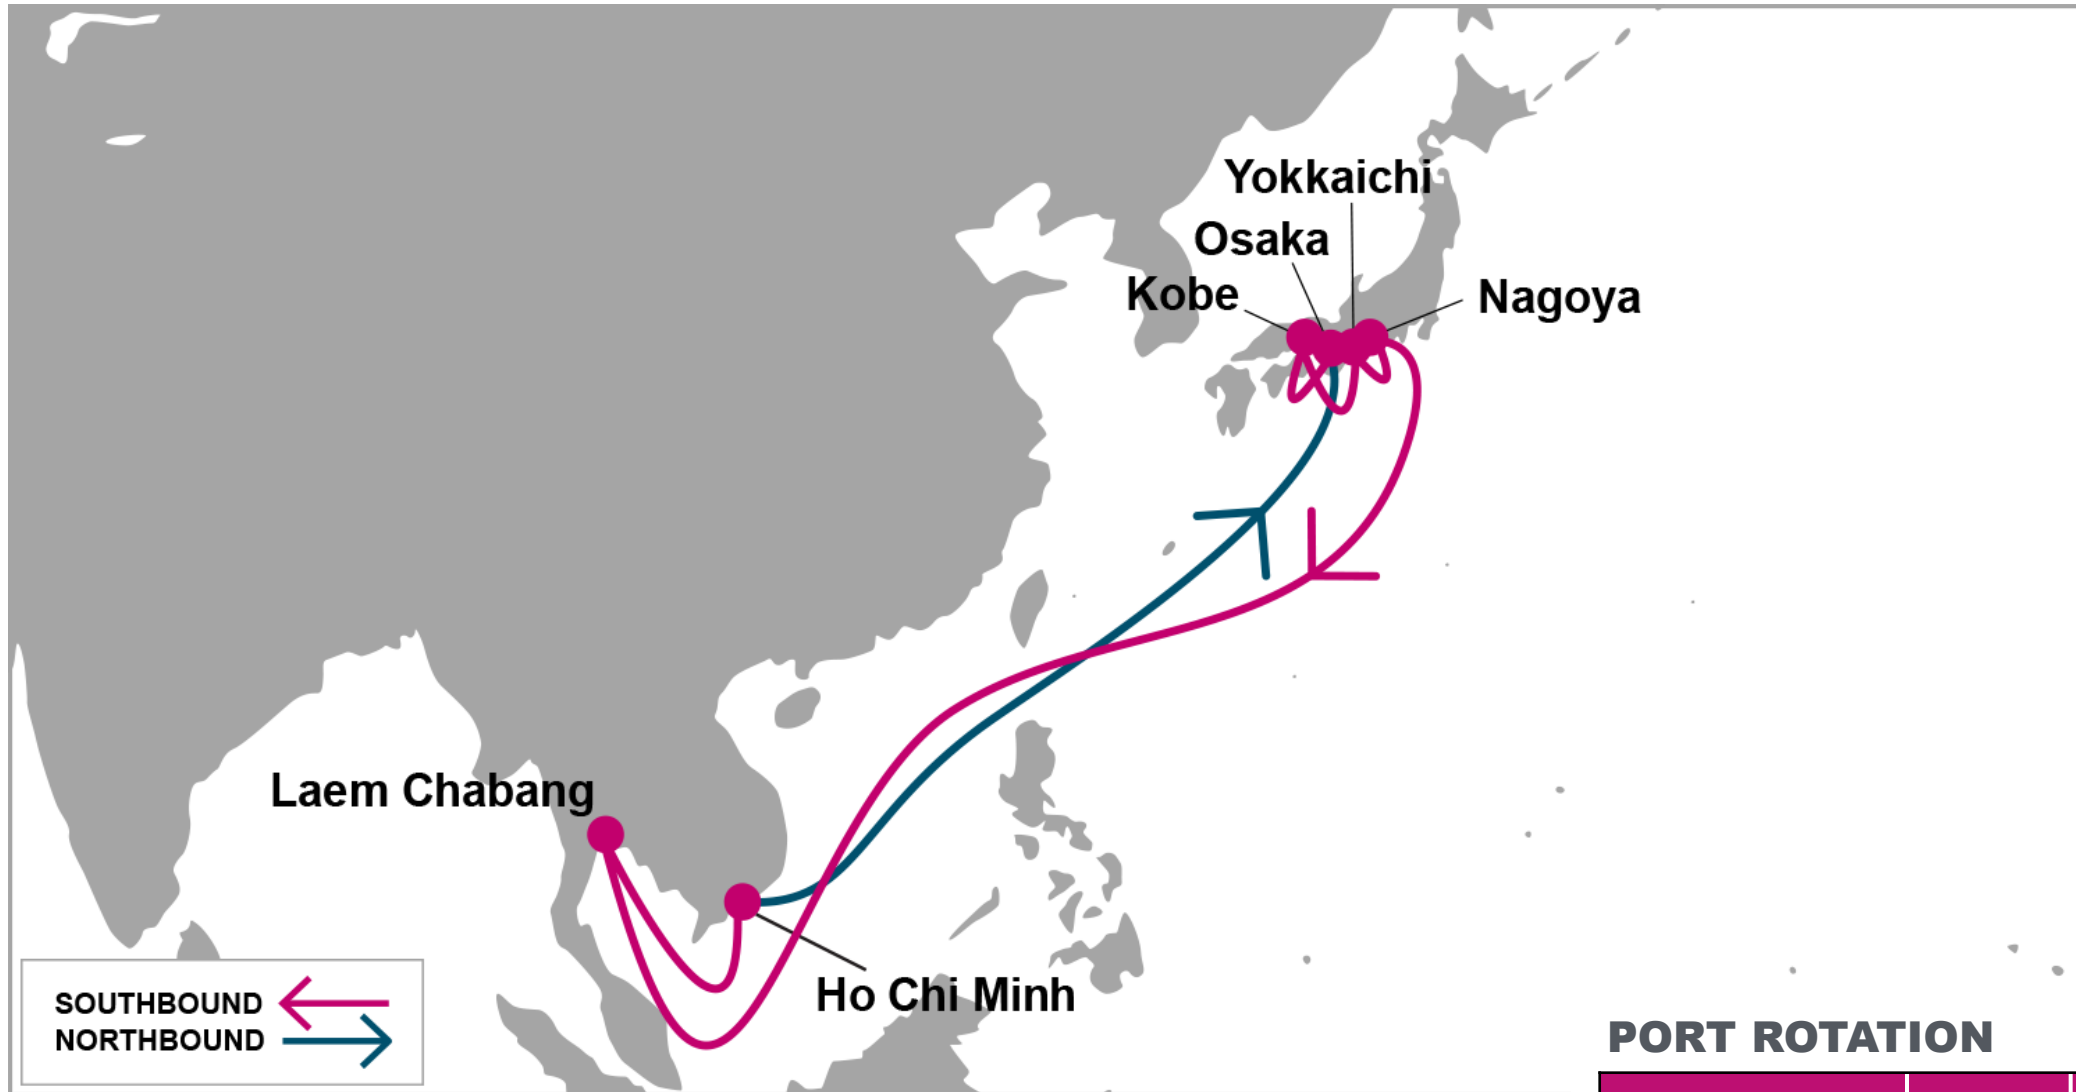 Yokkaichi
Osaka
Kobe
Nagoya
Laem Chabang
Ho Chi Minh
SOUTHBOUND
NORTHBOUND
PORT ROTATION